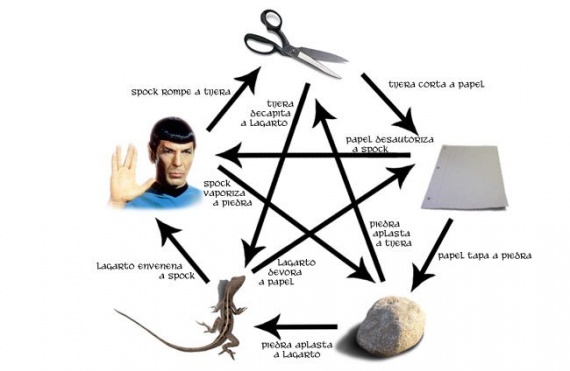 SPOCK ROMPE A TIJERA
TIJERA CORTA A PAPEL
TIJERA
DECAPITA
A LAGARTO
PAPEL DESAUTORIZA
A SPOCK
SPOCK
VAPORIZA
A PIEDRA
PIEDRA
APLASTA
A TIJERA
PAPEL TAPA A PIEDRA
LAGARTO ENVENENA
A SPOCK
LAGARTO
DEVORA
A PAPEL
PIEDRA APLASTA
A LAGARTO